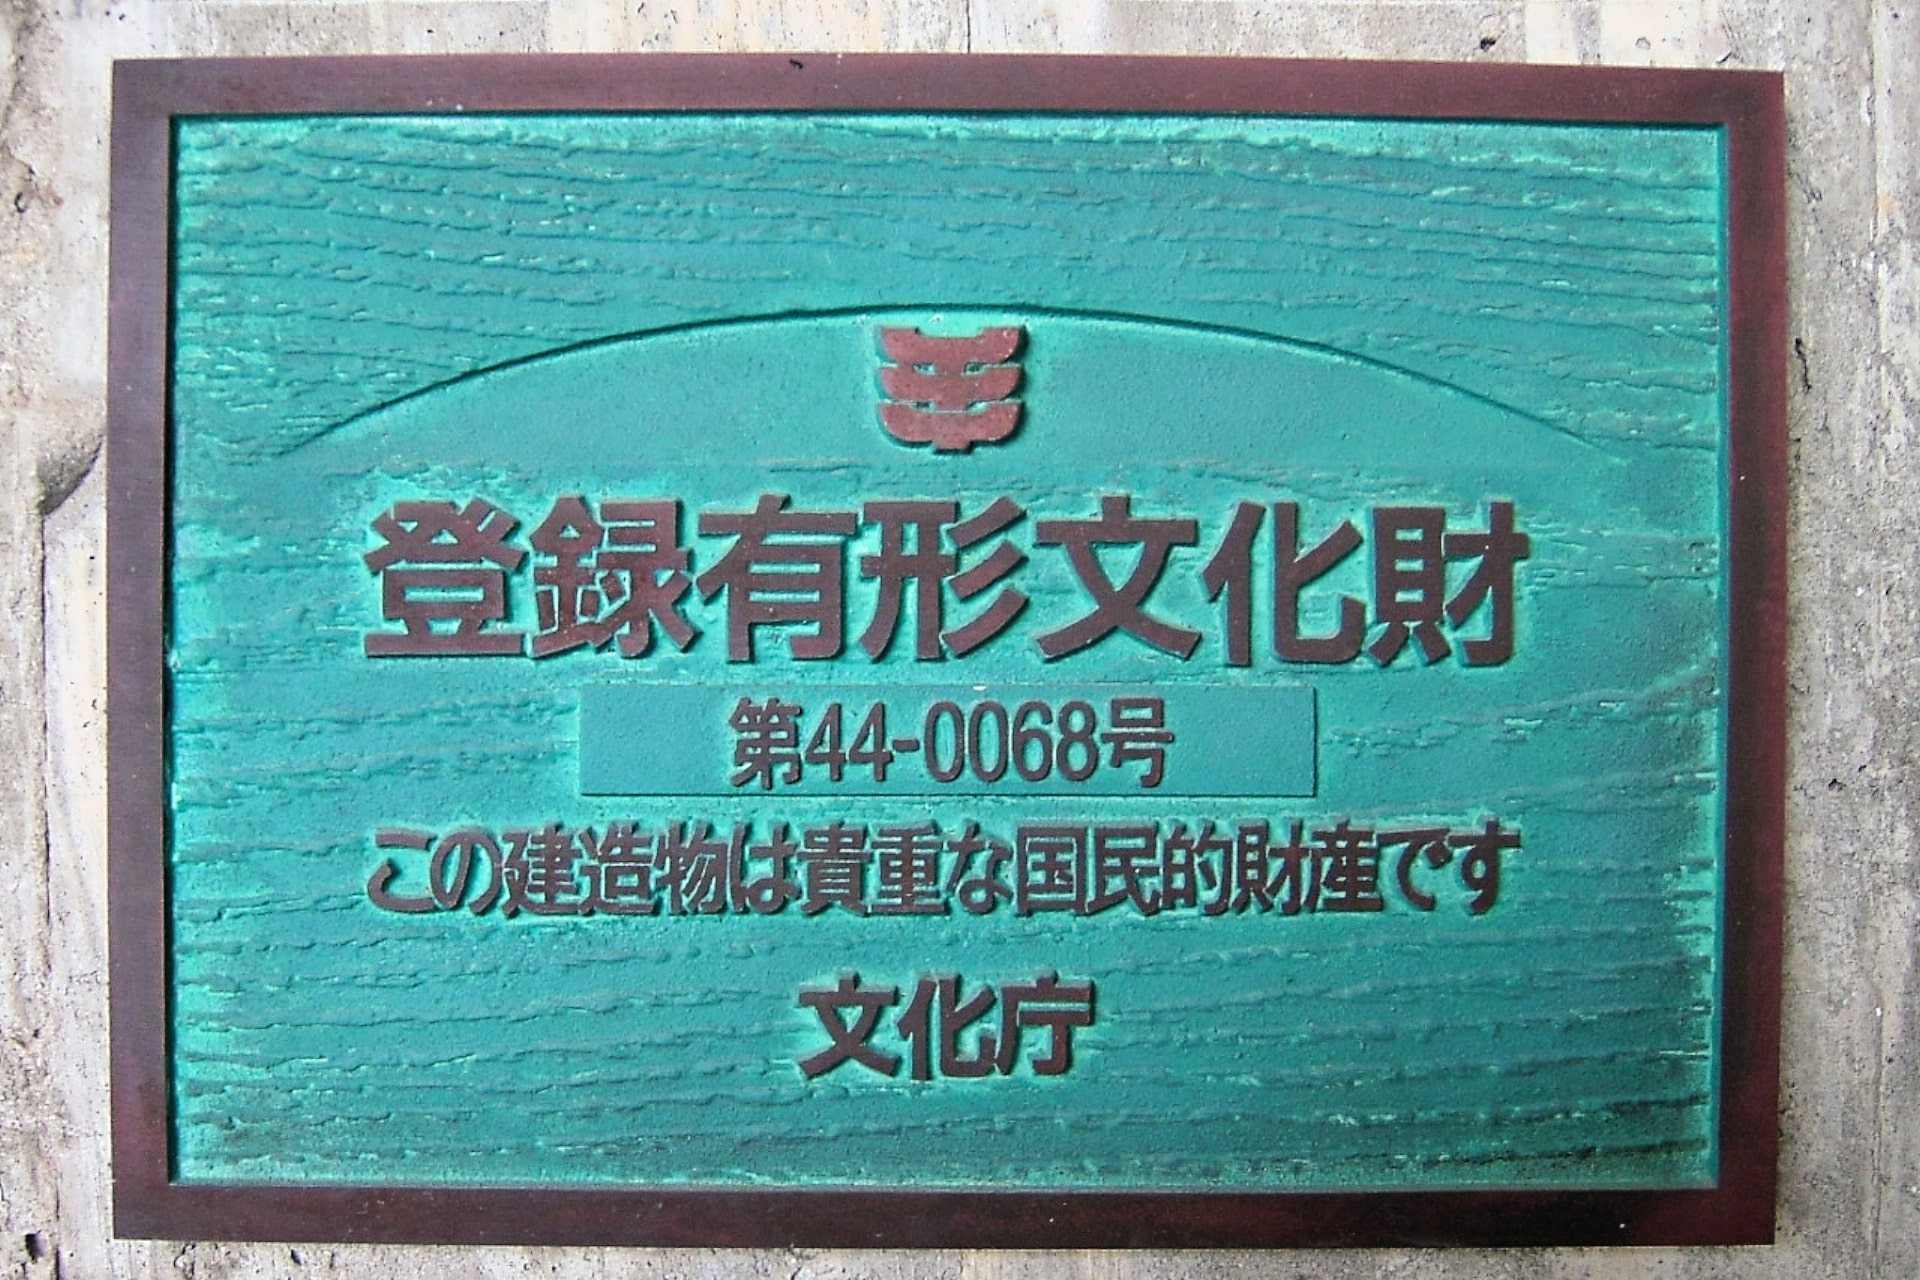 登録有形文化財
第44-0068号
この建造物は貴重な国民的財産です
文化庁